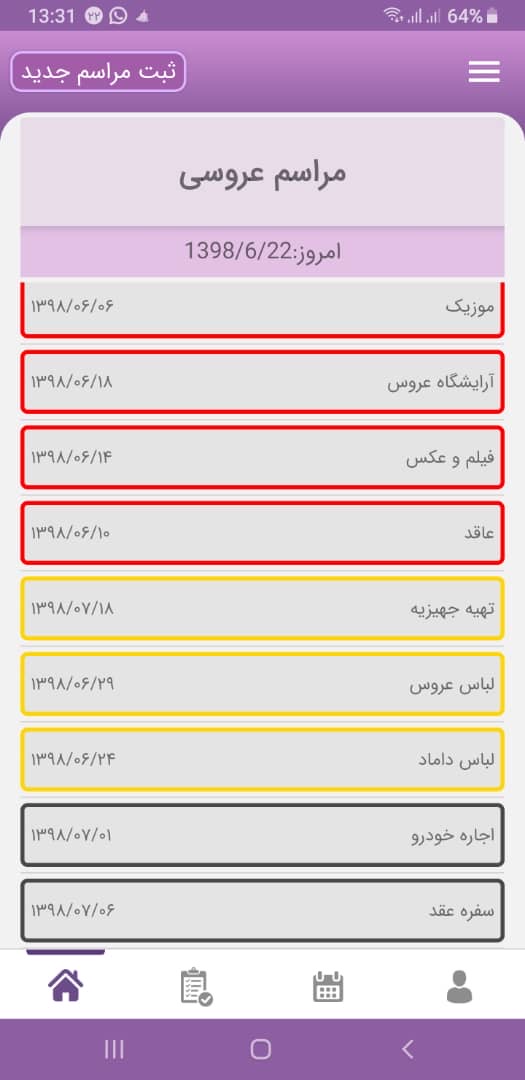 13:31 ۲۲ 64%
ثبت مراسم جدید
مراسم عروسی
امروز:1398/6/22
موزیک ۱۳۹۸/۰۶/۰۶
آرایشگاه عروس ۱۳۹۸/۰۶/۱۸
فیلم و عکس ۱۳۹۸/۰۶/۱۴
عاقد ۱۳۹۸/۰۶/۱۰
تهیه جهیزیه ۱۳۹۸/۰۷/۱۸
لباس عروس ۱۳۹۸/۰۶/۲۹
لباس داماد ۱۳۹۸/۰۶/۲۴
اجاره خودرو ۱۳۹۸/۰۷/۰۱
سفره عقد ۱۳۹۸/۰۷/۰۶